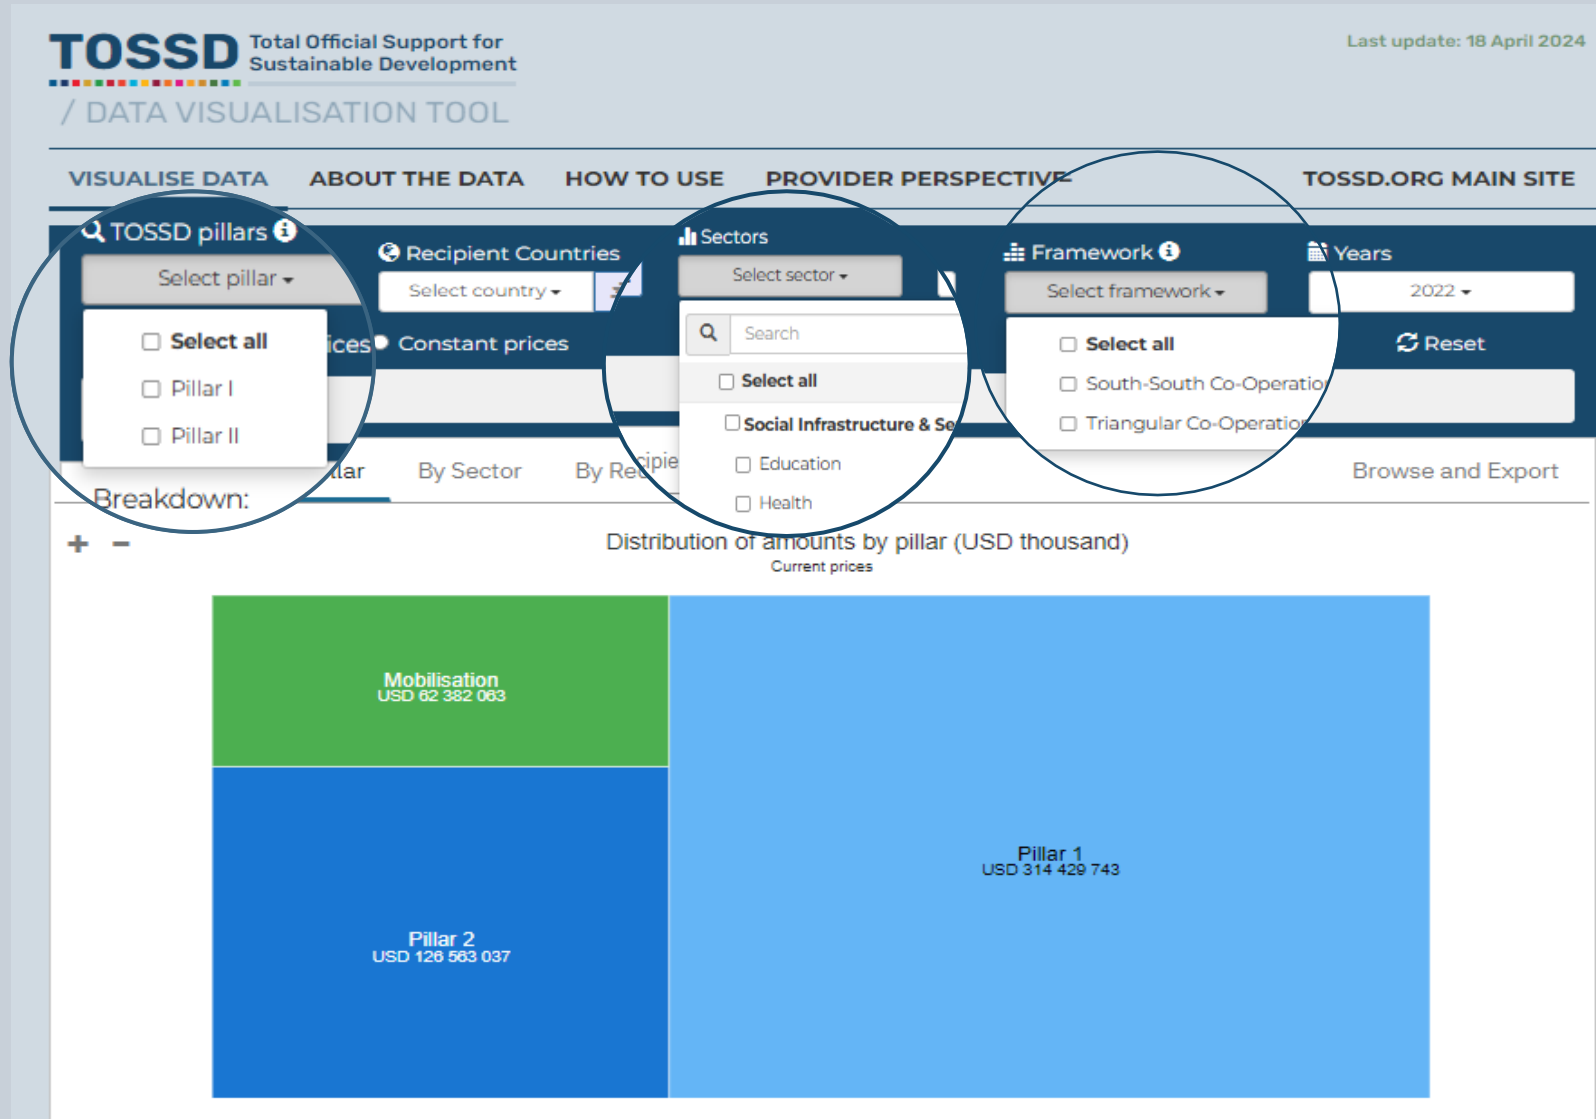 TOSSD
Total Official Support for
Sustainable Development
Last update: 18 April 2024
/ DATA VISUALISATION TOOL
VISUALISE DATA ABOUT THE DATA HOW TO USE PROVIDER PERSPECTIVE TOSSD.ORG MAIN SITE
TOSSD pillars
Select pillar
Select all
Pillar I
Pillar II
Recipient Countries
Select country
Constant prices
Sectors
Select sector
Search
Select all
Social Infrastructure &
Education
Health
Framework
Select framework
Select all
South-South Co-Operation
Triangular Co-Operation
Years
2022
Reset
Breakdown:
By Sector
By
Browse and Export
+ −
Distribution of amounts by pillar (USD thousand)
Current prices
Mobilisation
USD 62 382 063
Pillar 1
USD 314 429 743
Pillar 2
USD 126 563 037